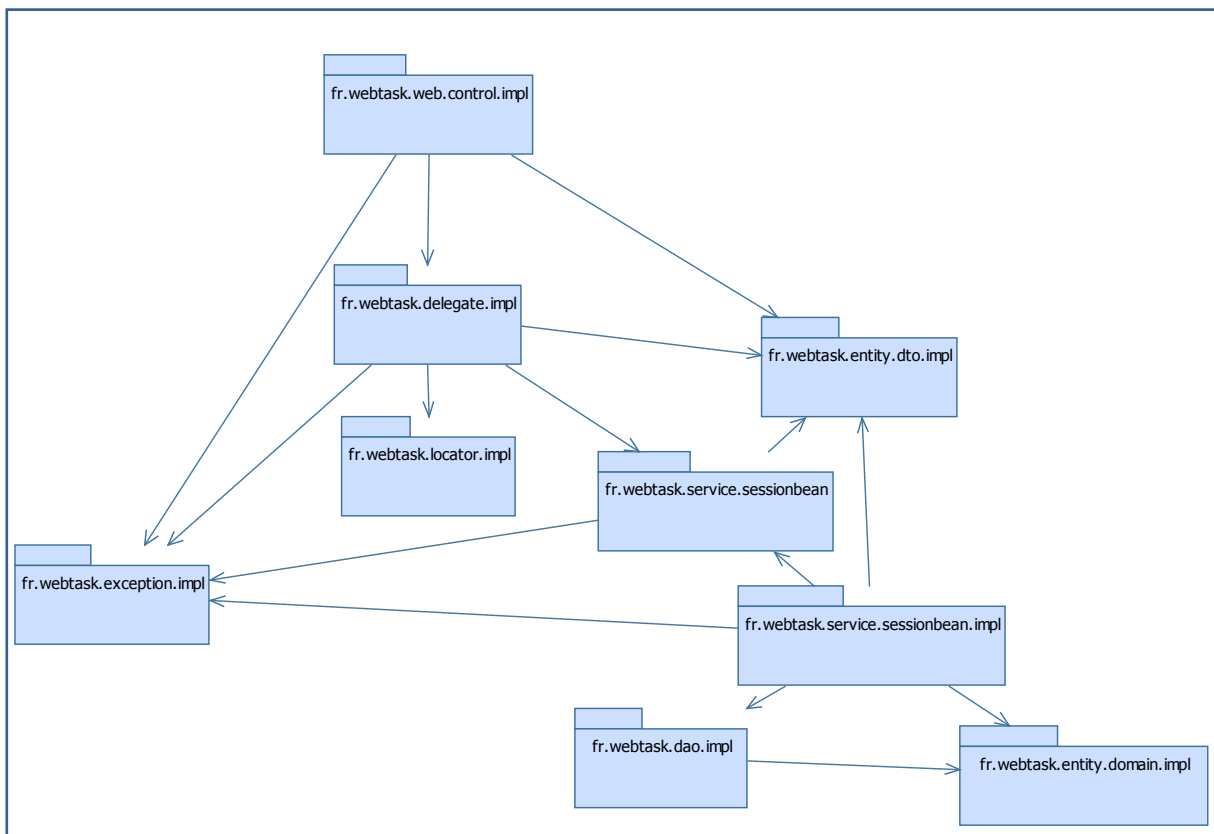 fr.webtask.web.control.impl
fr.webtask.delegate.impl
fr.webtask.entity.dto.impl
fr.webtask.locator.impl
fr.webtask.service.sessionbean
fr.webtask.exception.impl
fr.webtask.service.sessionbean.impl
fr.webtask.dao.impl
fr.webtask.entity.domain.impl